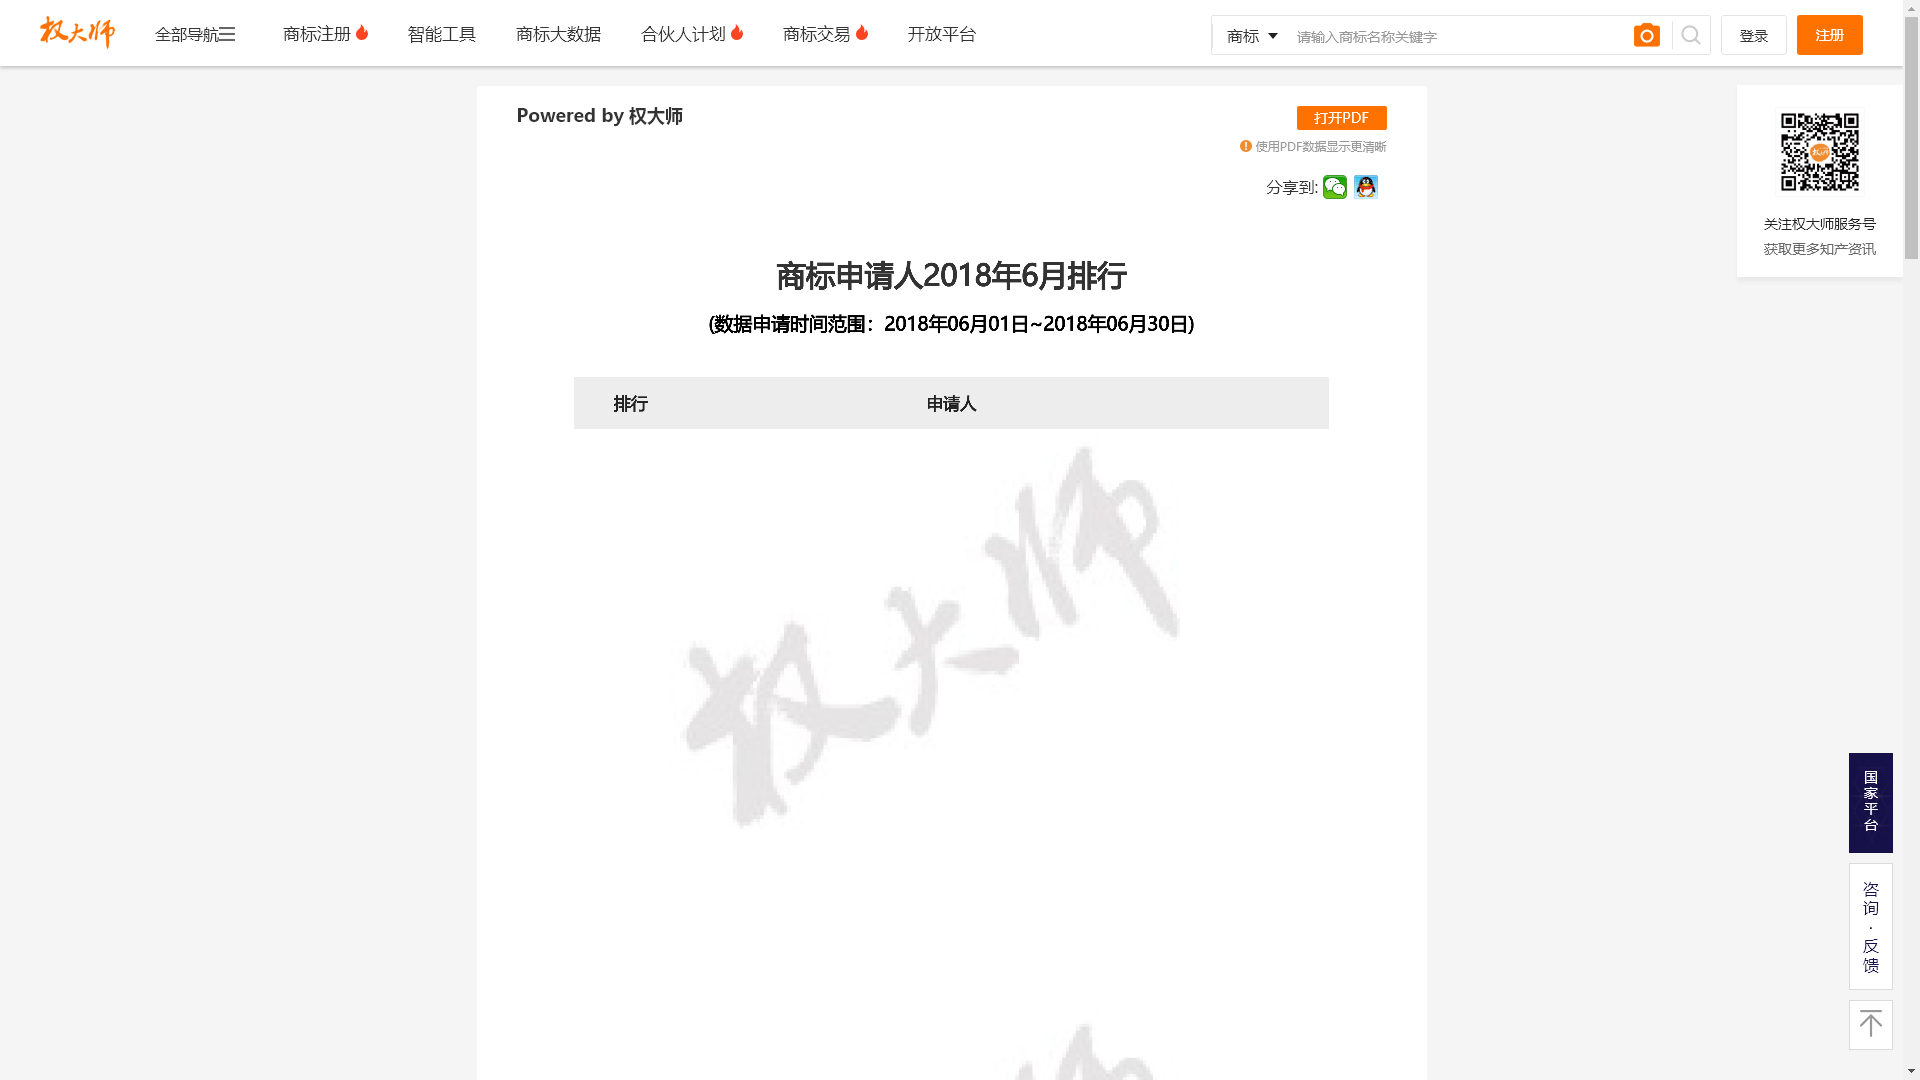 权大师
全部导航
商标注册
智能工具
商标大数据
合伙人计划
商标交易
开放平台
商标
请输入商标名称关键字
登录
注册
Powered by 权大师
打开PDF
使用PDF数据显示更清晰
分享到:
关注权大师服务号
获取更多知产资讯
商标申请人2018年6月排行
(数据申请时间范围：2018年06月01日~2018年06月30日)
排行
申请人
权大师
国家平台
咨询·反馈